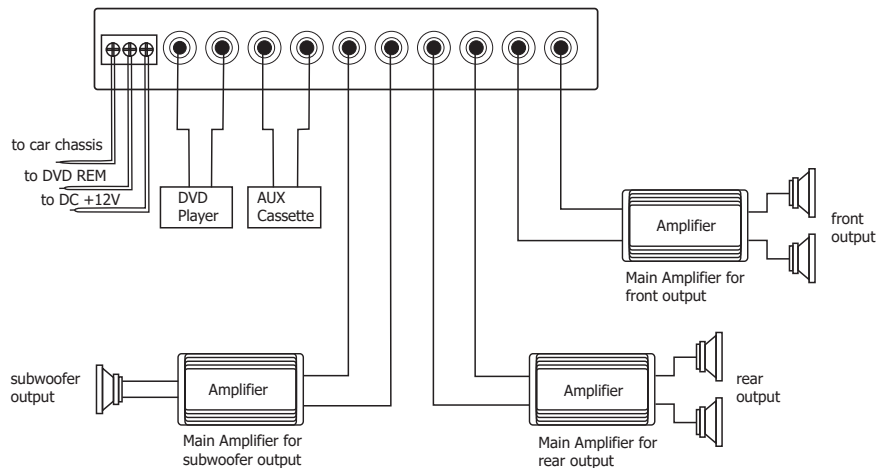 to car chassis
to DVD REM
to DC +12V
DVD
Player
AUX
Cassette
Amplifier
front
output
Main Amplifier for
front output
subwoofer
output
Amplifier
Main Amplifier for
subwoofer output
Amplifier
rear
output
Main Amplifier for
rear output